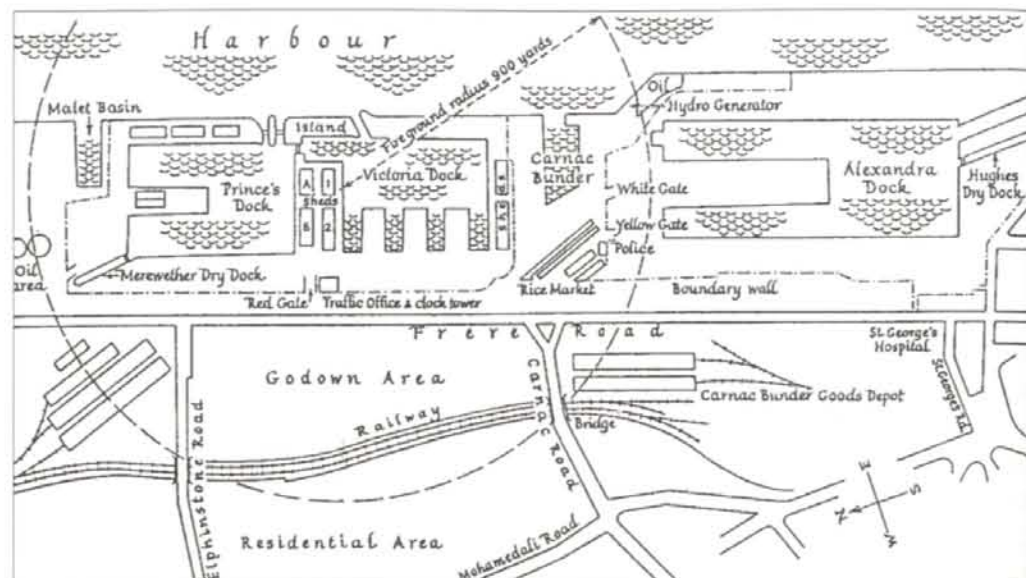 Harbour
Malet Basin
Island
Fireground radius 900 yards
Oil
Hydro Generator
Prince's
Dock
A
1
Sheds
B
2
Victoria Dock
Sheds
Carnac
Bunder
White Gate
Yellow Gate
Police
Alexandra
Dock
Hughes
Dry Dock
Oil
area
Merewether Dry Dock
Red Gate
Traffic Office & clock tower
Rice Market
Boundary wall
Frere Road
St. George's
Hospital
St George's Rd.
Godown Area
Railway
Elphinstone Road
Carnac Road
Bridge
Carnac Bunder Goods Depot
Residential Area
Mohamedali Road
N
E
S
W